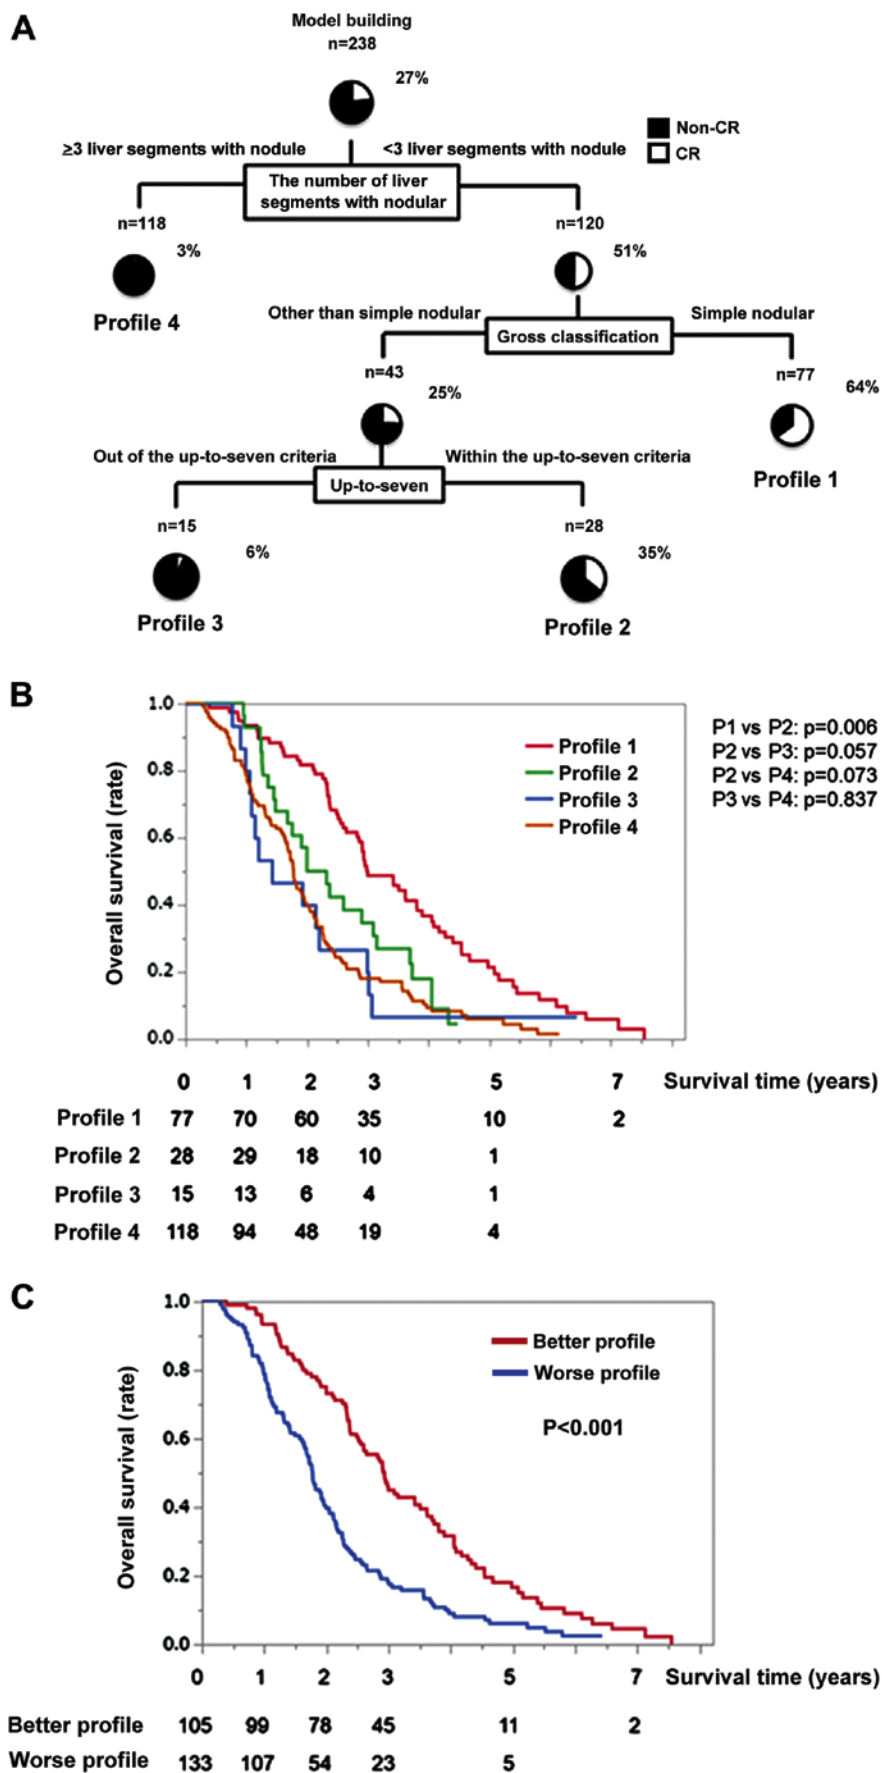 A
Model building
n=238
27%
Non-CR
CR
≥3 liver segments with nodule
<3 liver segments with nodule
The number of liver
segments with nodular
n=118
n=120
3%
51%
Profile 4
Other than simple nodular
Simple nodular
Gross classification
n=43
n=77
25%
64%
Out of the up-to-seven criteria
Within the up-to-seven criteria
Profile 1
Up-to-seven
n=15
n=28
6%
35%
Profile 3
Profile 2
B
Overall survival (rate)
1.0
0.8
0.6
0.4
0.2
0.0
Profile 1
Profile 2
Profile 3
Profile 4
P1 vs P2: p=0.006
P2 vs P3: p=0.057
P2 vs P4: p=0.073
P3 vs P4: p=0.837
0 1 2 3 5 7 Survival time (years)
Profile 1 77 70 60 35 10 2
Profile 2 28 29 18 10 1
Profile 3 15 13 6 4 1
Profile 4 118 94 48 19 4
C
Overall survival (rate)
1.0
0.8
0.6
0.4
0.2
0.0
Better profile
Worse profile
P<0.001
0 1 2 3 5 7 Survival time (years)
Better profile 105 99 78 45 11 2
Worse profile 133 107 54 23 5